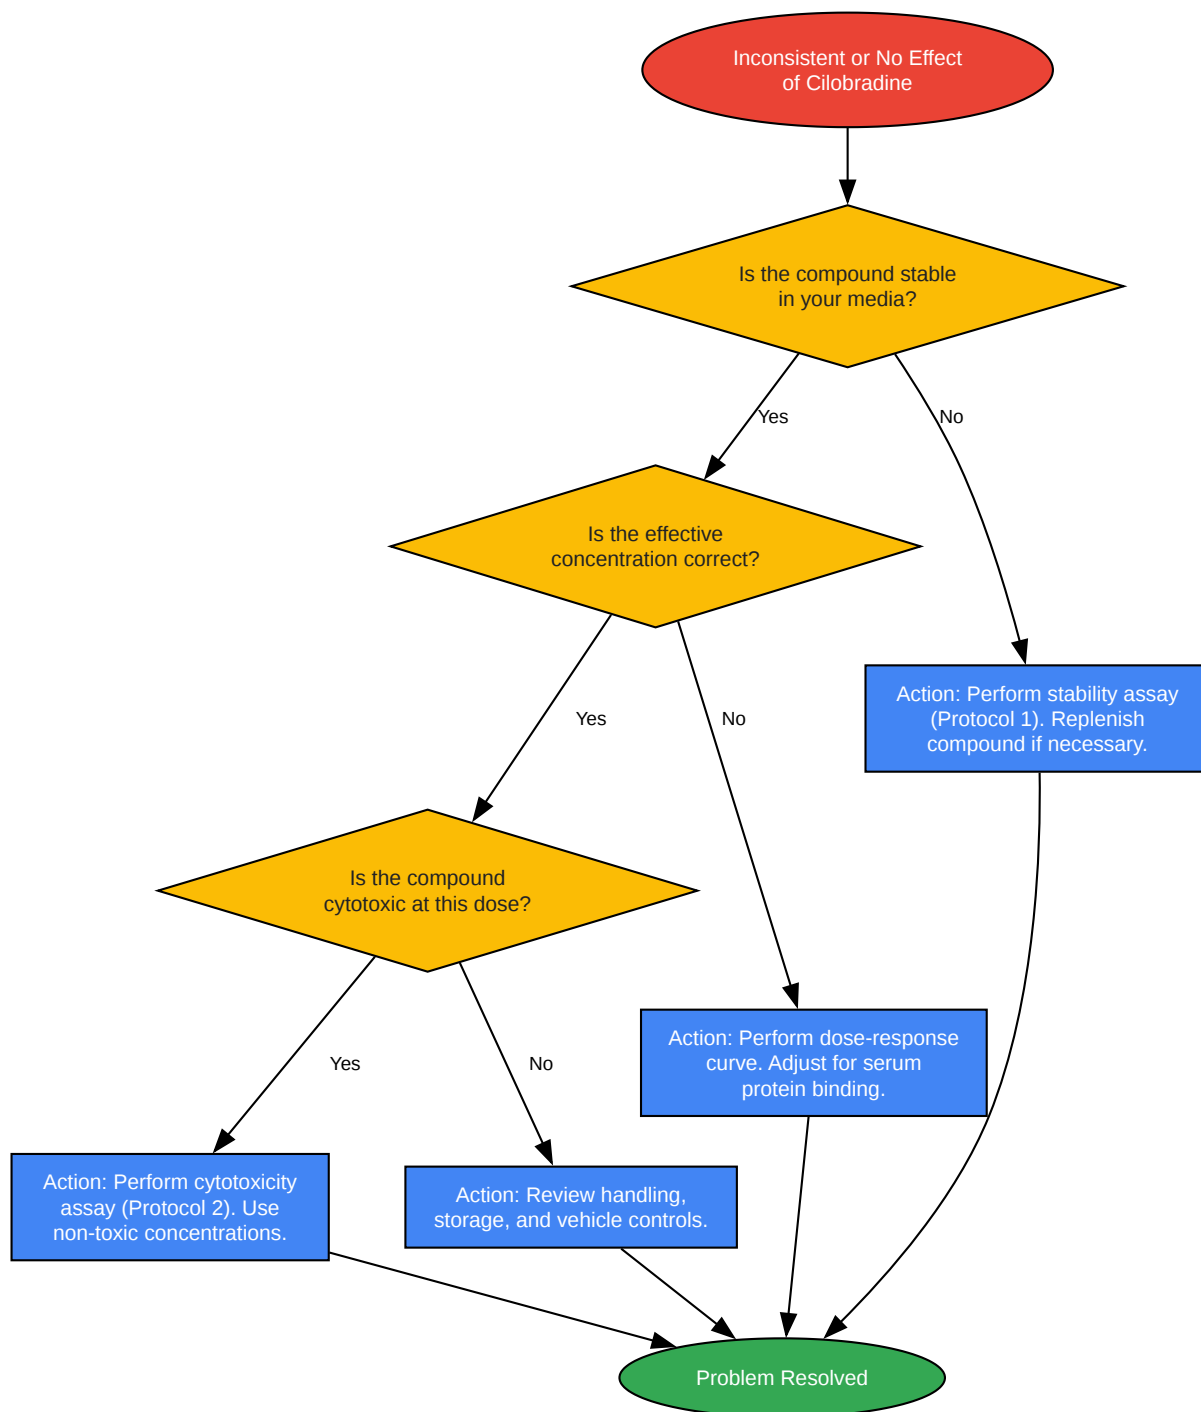 Inconsistent or No Effect
of Cilobradine
Is the compound stable
in your media?
Yes
No
Is the effective
concentration correct?
Action: Perform stability assay
(Protocol 1). Replenish
compound if necessary.
Yes
No
Is the compound
cytotoxic at this dose?
Action: Perform dose-response
curve. Adjust for serum
protein binding.
Yes
No
Action: Perform cytotoxicity
assay (Protocol 2). Use
non-toxic concentrations.
Action: Review handling,
storage, and vehicle controls.
Problem Resolved